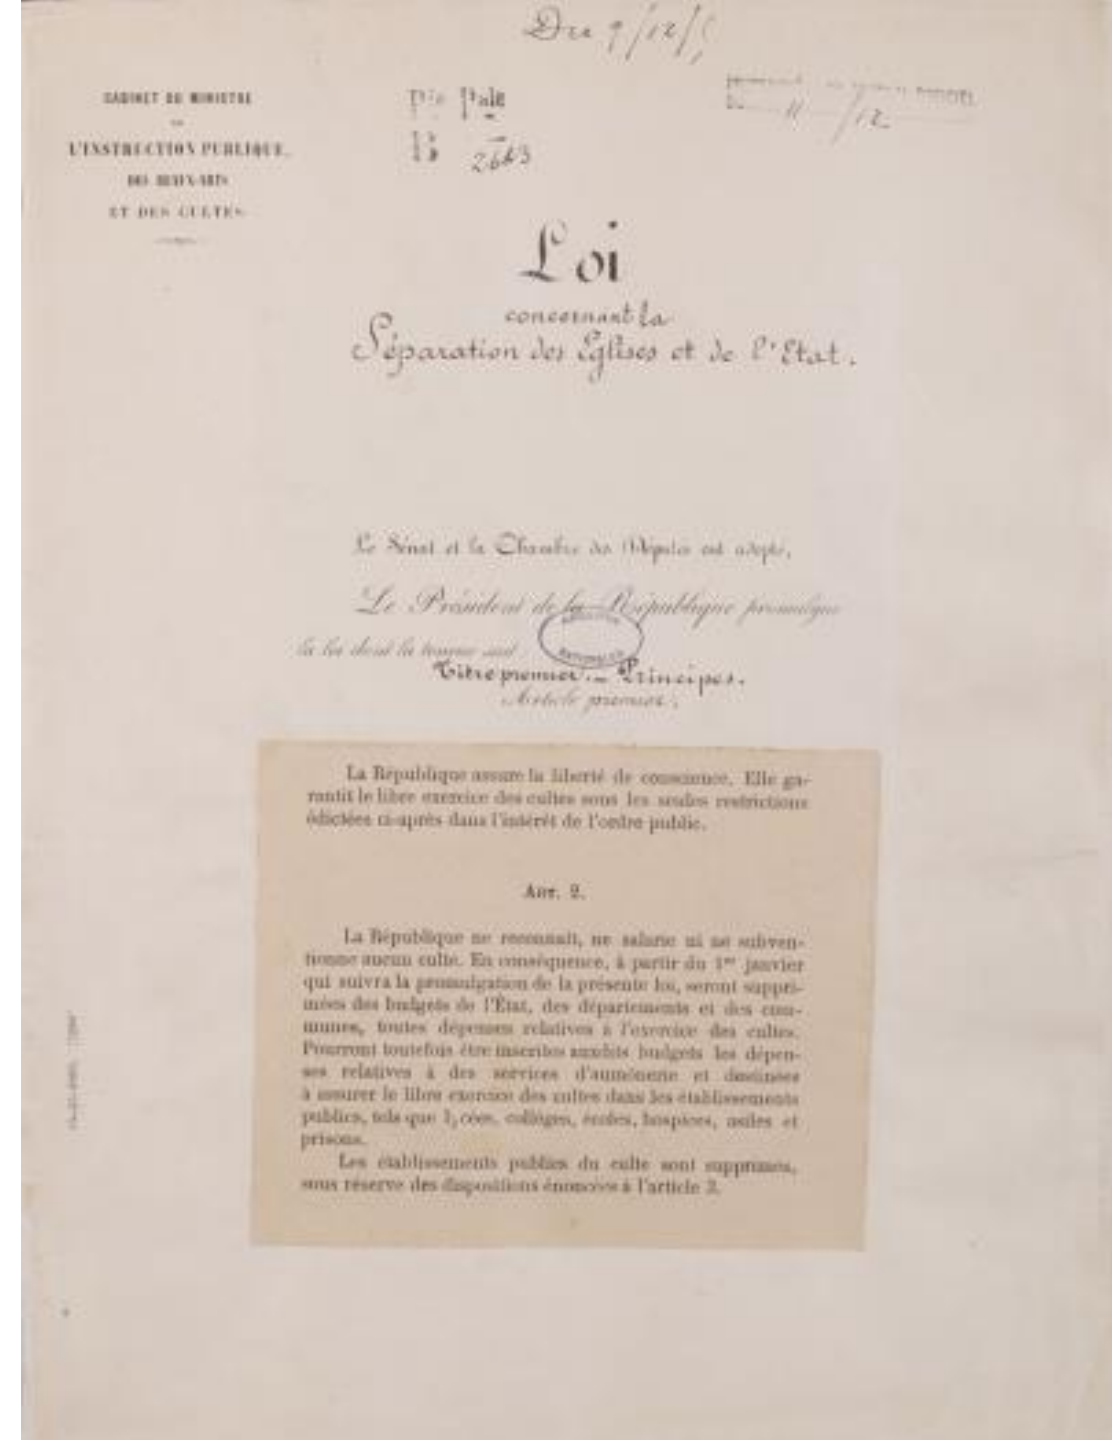 Du 9/12/5
CABINET DU MINISTRE
DE
L'INSTRUCTION PUBLIQUE,
DES BEAUX-ARTS
ET DES CULTES
Pie Pale
B 2663
11/12
Loi
concernant la
Séparation des Eglises et de l'Etat.
Le Sénat et la Chambre des Députés ont adopté,
Le Président de la République promulgue
la loi dont la teneur suit
Titre premier. _ Principes.
Article premier.
La République assure la liberté de conscience. Elle ga-
rantit le libre exercice des cultes sous les seules restrictions
édictées ci-après dans l'intérêt de l'ordre public.
ART. 2.
La République ne reconnaît, ne salarie ni ne subven-
tionne aucun culte. En conséquence, à partir du 1er janvier
qui suivra la promulgation de la présente loi, seront suppri-
mées des budgets de l'État, des départements et des com-
munes, toutes dépenses relatives à l'exercice des cultes.
Pourront toutefois être inscrites auxdits budgets les dépen-
ses relatives à des services d'aumônerie et destinées
à assurer le libre exercice des cultes dans les établissements
publics, tels que lycées, collèges, écoles, hospices, asiles et
prisons.
Les établissements publics du culte sont supprimés,
sous réserve des dispositions énoncées à l'article 3.